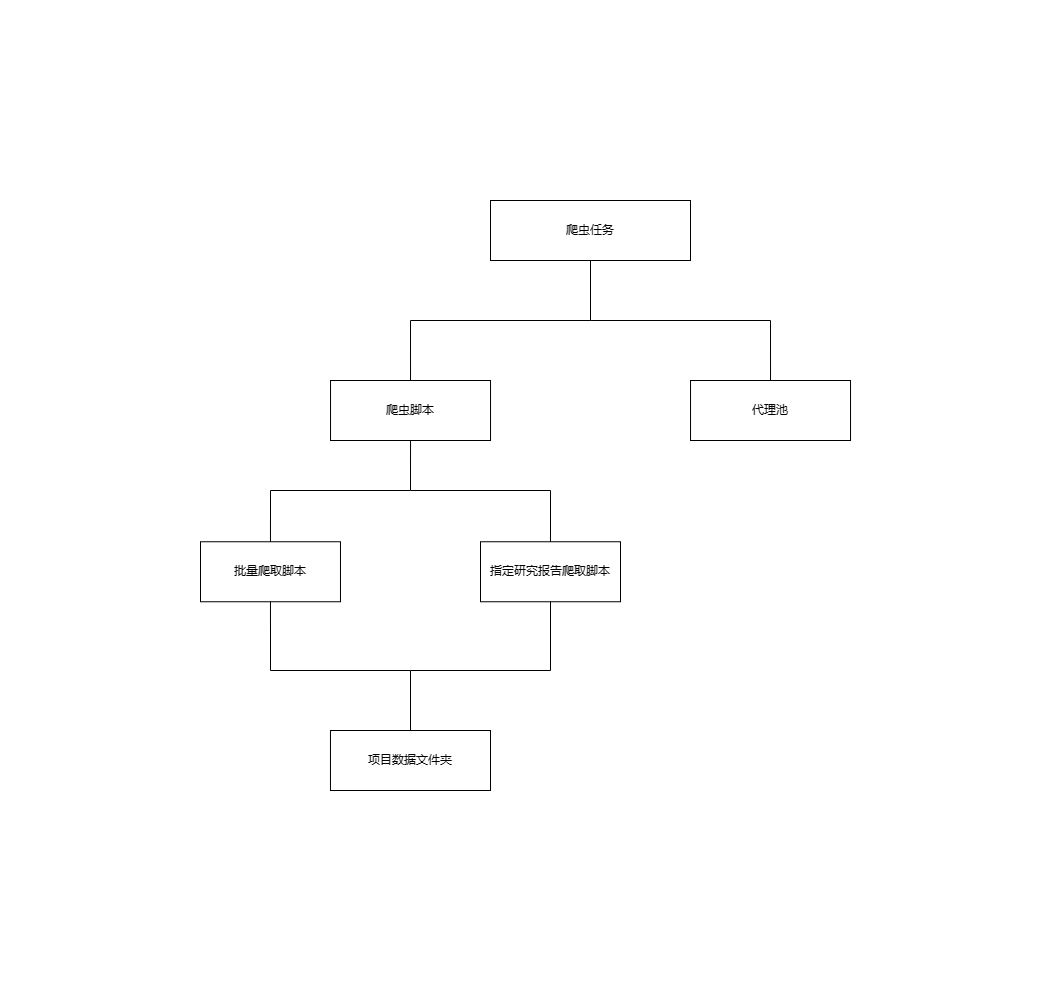 爬虫任务
爬虫脚本
代理池
批量爬取脚本
指定研究报告爬取脚本
项目数据文件夹